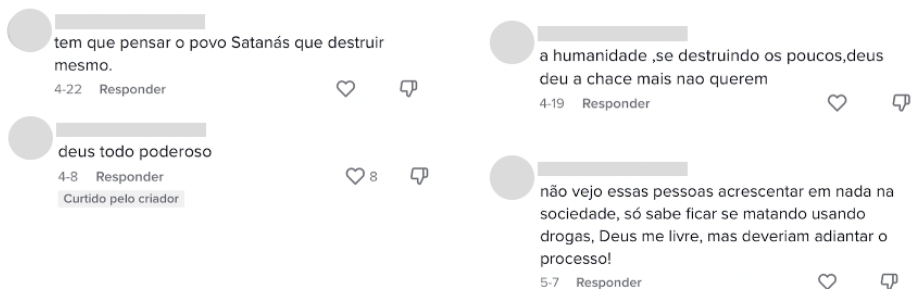 tem que pensar o povo Satanás que destruir
mesmo.
4-22 Responder
deus todo poderoso
4-8 Responder 8
Curtido pelo criador
a humanidade ,se destruindo os poucos,deus
deu a chace mais nao querem
4-19 Responder
não vejo essas pessoas acrescentar em nada na
sociedade, só sabe ficar se matando usando
drogas, Deus me livre, mas deveriam adiantar o
processo!
5-7 Responder